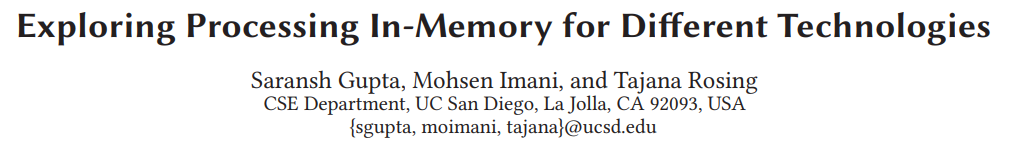 Exploring Processing In-Memory for Different Technologies
Saransh Gupta, Mohsen Imani, and Tajana Rosing
CSE Department, UC San Diego, La Jolla, CA 92093, USA
{sgupta, moimani, tajana}@ucsd.edu